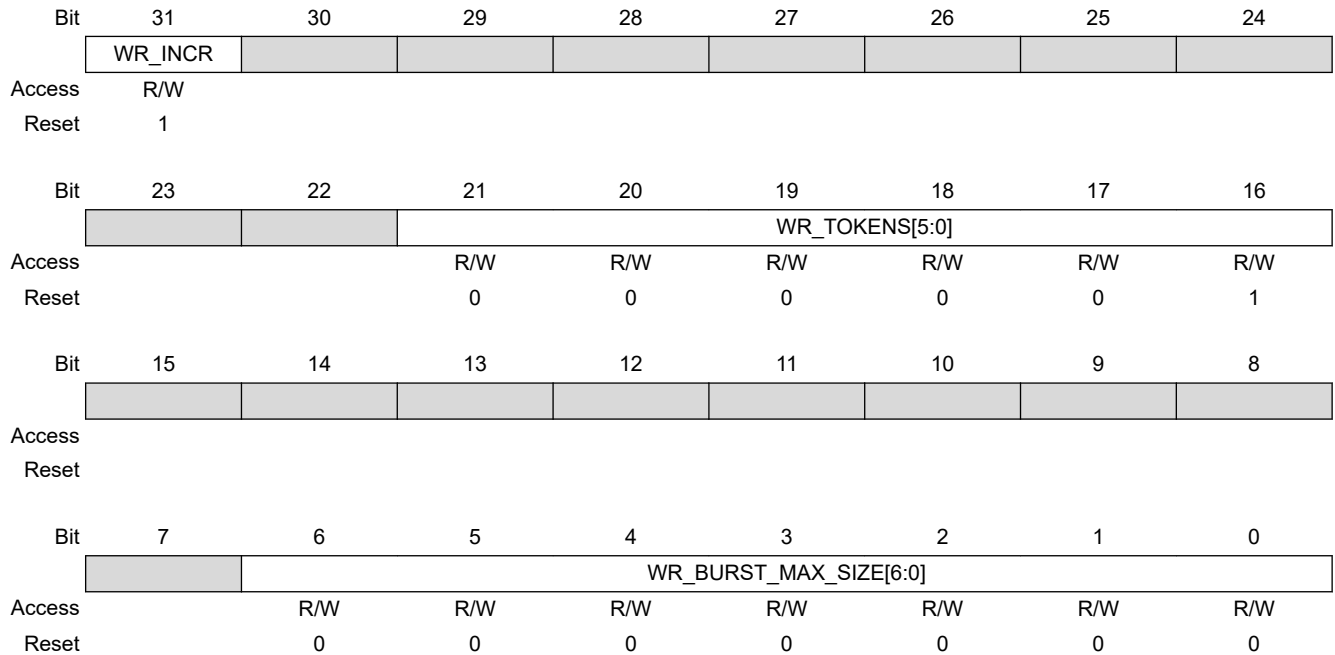 Bit 31 30 29 28 27 26 25 24
WR_INCR
Access R/W
Reset 1
Bit 23 22 21 20 19 18 17 16
WR_TOKENS[5:0]
Access R/W R/W R/W R/W R/W R/W
Reset 0 0 0 0 0 1
Bit 15 14 13 12 11 10 9 8
Access
Reset
Bit 7 6 5 4 3 2 1 0
WR_BURST_MAX_SIZE[6:0]
Access R/W R/W R/W R/W R/W R/W R/W
Reset 0 0 0 0 0 0 0